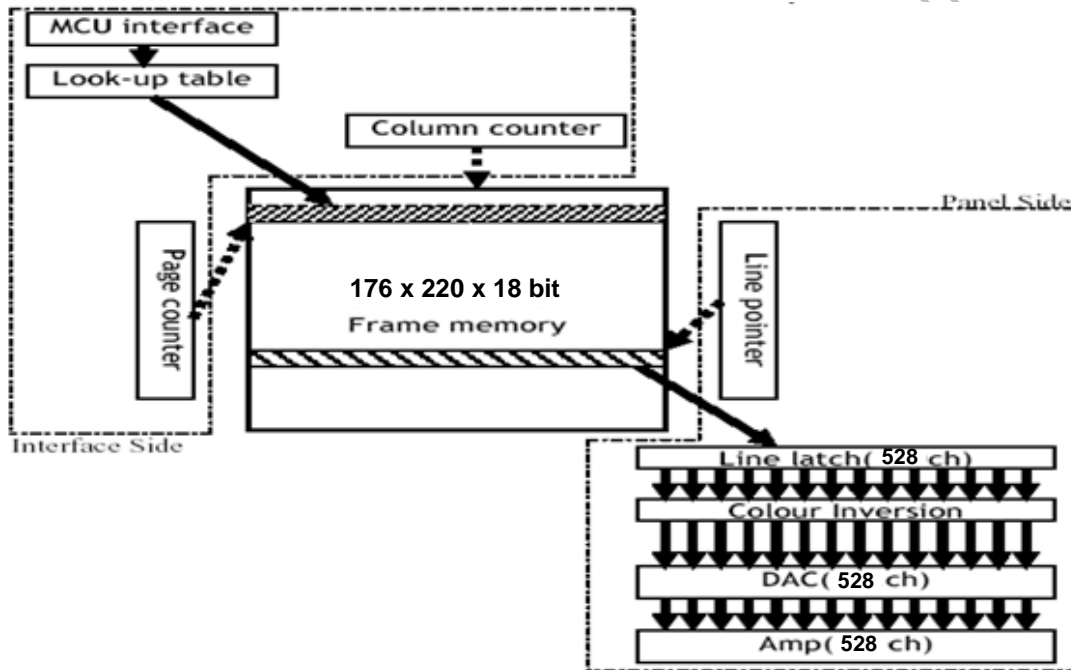 MCU interface
Look-up table
Column counter
Panel Side
Page counter
Line pointer
176 x 220 x 18 bit
Frame memory
Interface Side
Line latch( 528 ch)
Colour Inversion
DAC( 528 ch)
Amp( 528 ch)